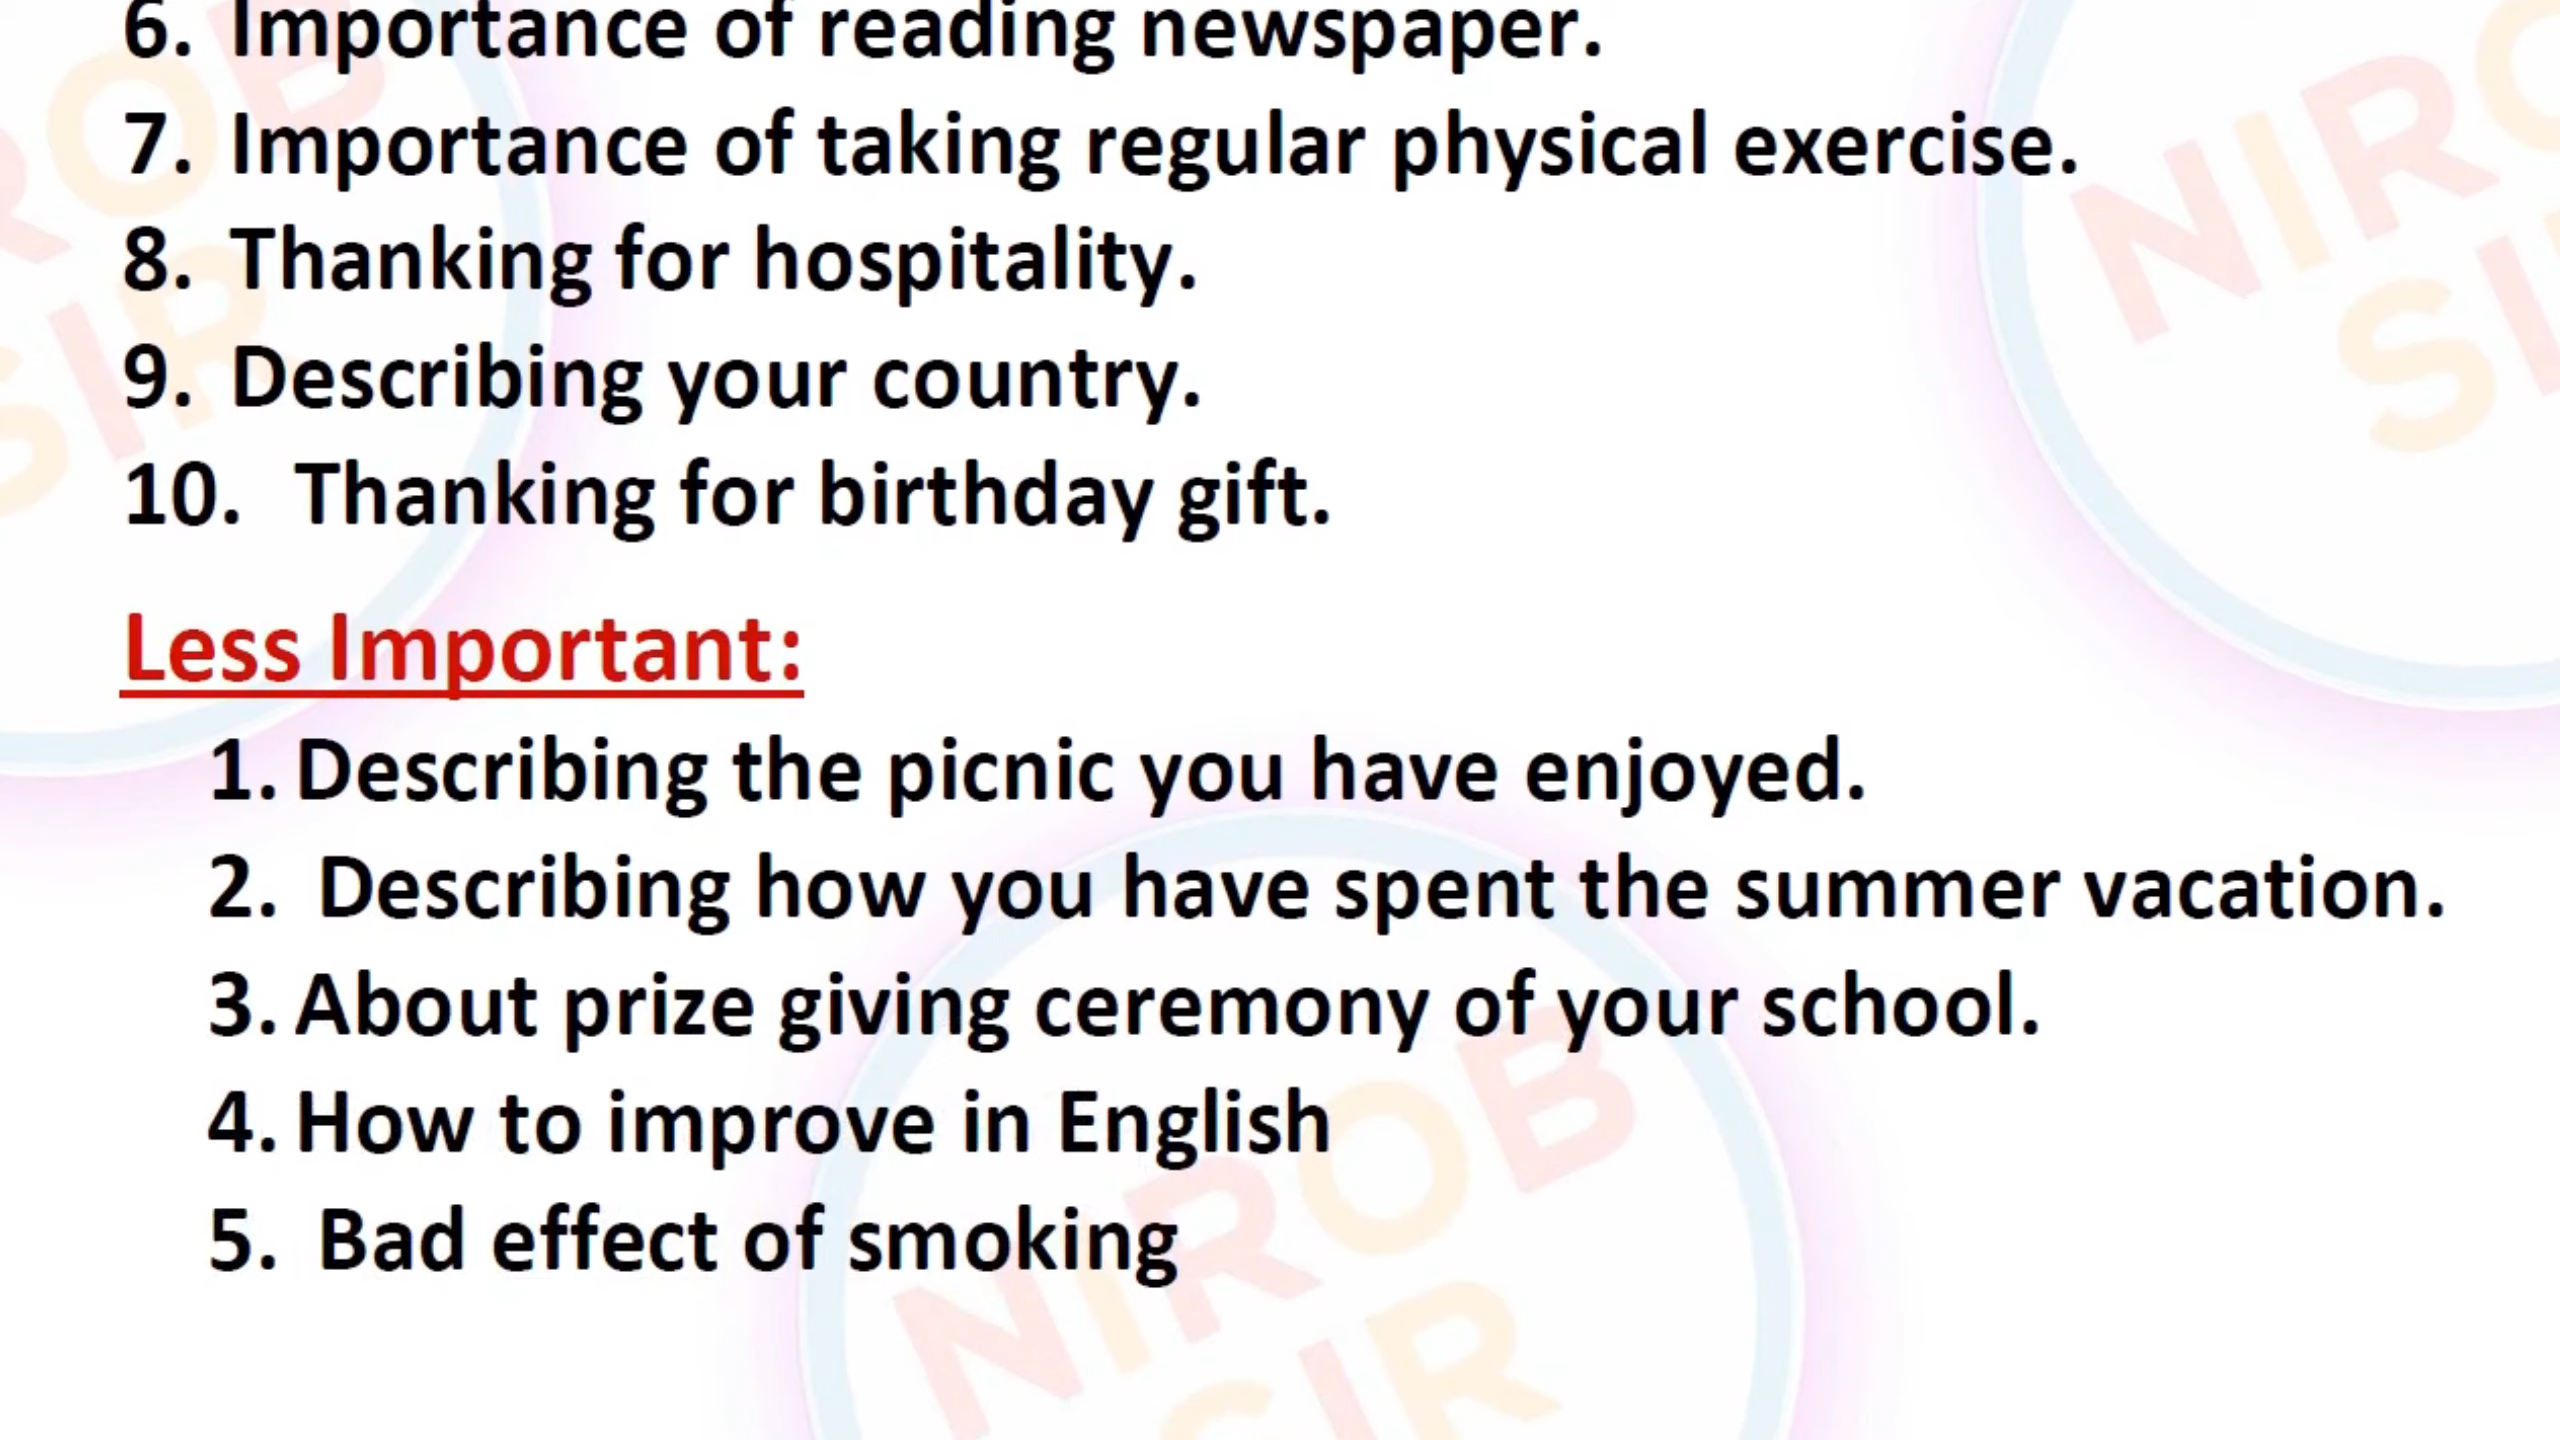 6. Importance of reading newspaper.
7. Importance of taking regular physical exercise.
8. Thanking for hospitality.
9. Describing your country.
10. Thanking for birthday gift.
Less Important:
1. Describing the picnic you have enjoyed.
2. Describing how you have spent the summer vacation.
3. About prize giving ceremony of your school.
4. How to improve in English
5. Bad effect of smoking
NIROB
SIR